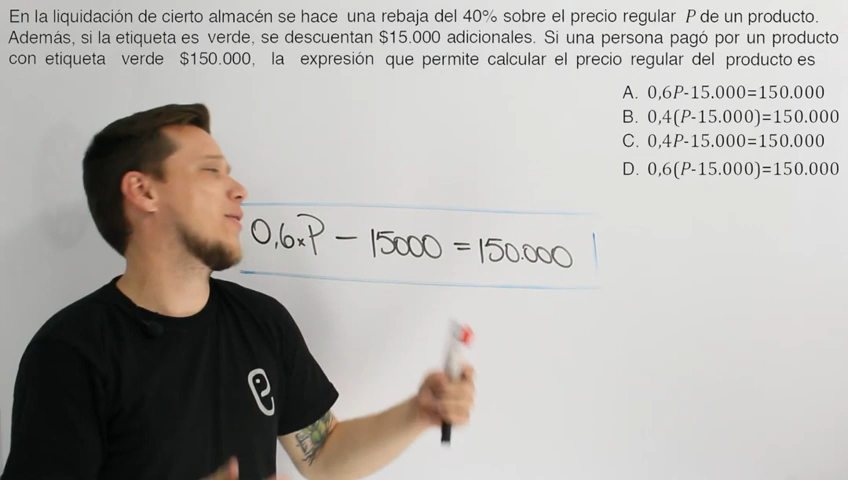 En la liquidación de cierto almacén se hace una rebaja del 40% sobre el precio regular P de un producto.
Además, si la etiqueta es verde, se descuentan $15.000 adicionales. Si una persona pagó por un producto
con etiqueta verde $150.000, la expresión que permite calcular el precio regular del producto es
A. 0,6P-15.000=150.000
B. 0,4(P-15.000)=150.000
C. 0,4P-15.000=150.000
D. 0,6(P-15.000)=150.000
0,6xP - 15000 = 150.000
e